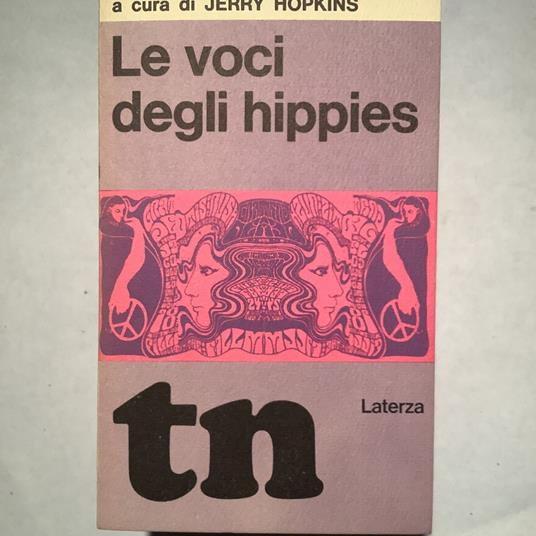 a cura di JERRY HOPKINS
Le voci
degli hippies
Laterza
tn